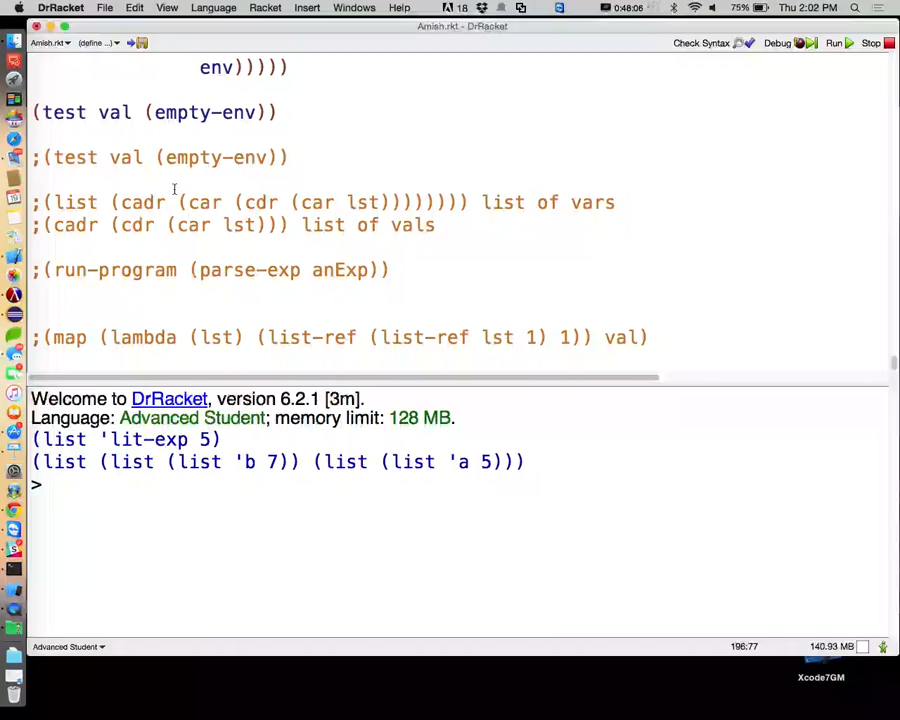 DrRacket File Edit View Language Racket Insert Windows Help 18 0:48:06 75% Thu 2:02 PM
Amish.rkt - DrRacket
Amish.rkt (define ...) Check Syntax Debug Run Stop
env)))))
(test val (empty-env))
;(test val (empty-env))
;(list (cadr (car (cdr (car lst)))))))) list of vars
;(cadr (cdr (car lst))) list of vals
;(run-program (parse-exp anExp))
;(map (lambda (lst) (list-ref (list-ref lst 1) 1)) val)
Welcome to DrRacket, version 6.2.1 [3m].
Language: Advanced Student; memory limit: 128 MB.
(list 'lit-exp 5)
(list (list (list 'b 7)) (list (list 'a 5)))
>
Advanced Student 196:77 140.93 MB
Xcode7GM